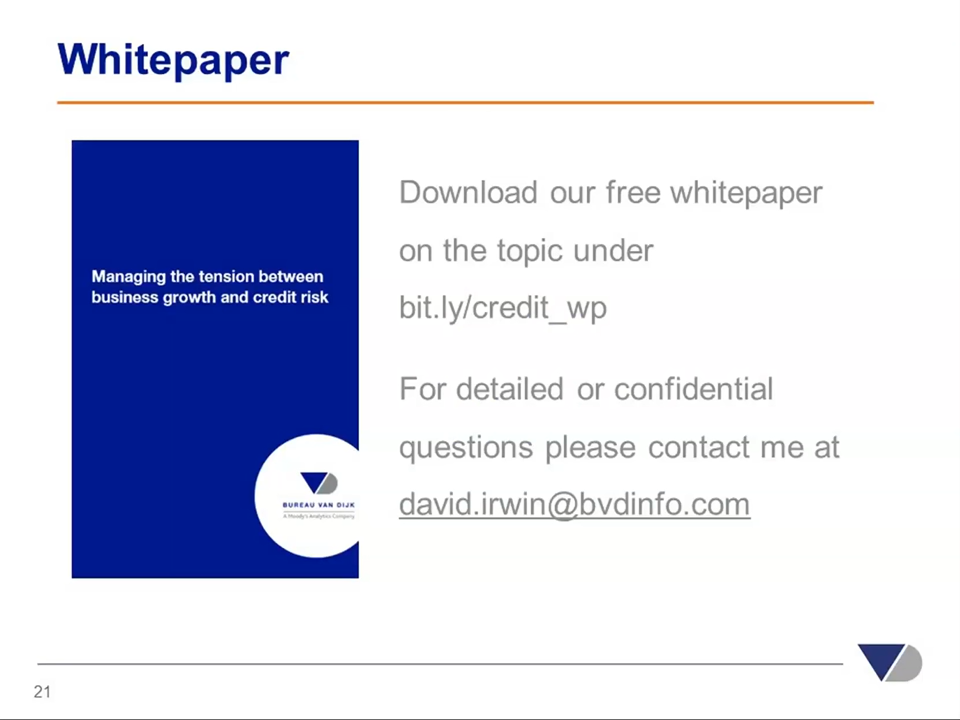 Whitepaper
Managing the tension between
business growth and credit risk
BUREAU VAN DIJK
A Moody's Analytics Company
Download our free whitepaper
on the topic under
bit.ly/credit_wp
For detailed or confidential
questions please contact me at
david.irwin@bvdinfo.com
21